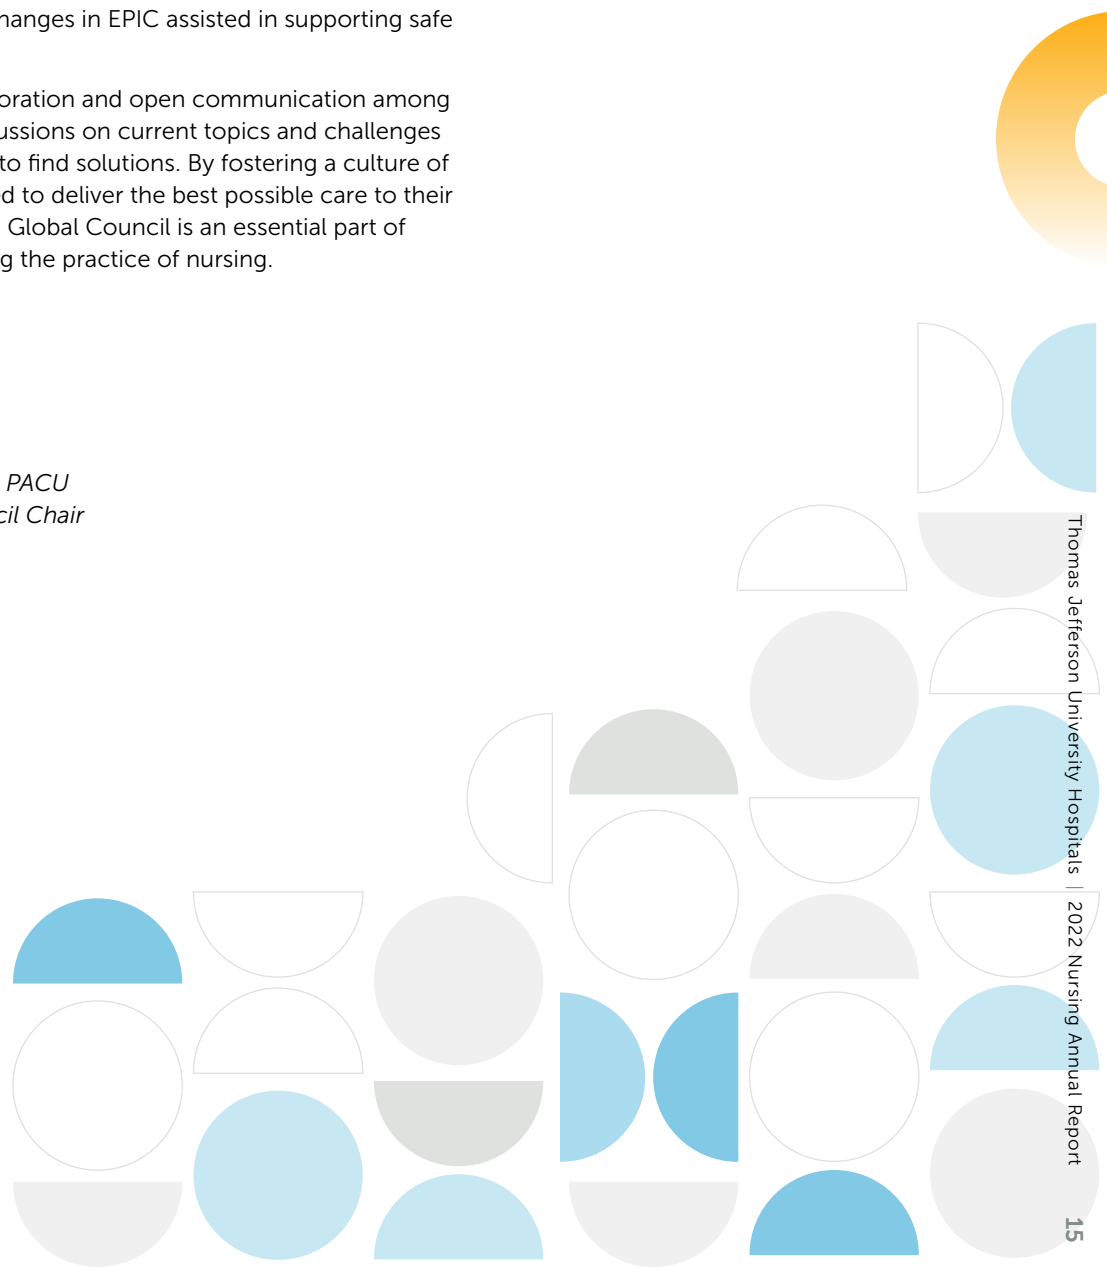 hanges in EPIC assisted in supporting safe
oration and open communication among
ussions on current topics and challenges
to find solutions. By fostering a culture of
ed to deliver the best possible care to their
Global Council is an essential part of
g the practice of nursing.
PACU
cil Chair
Thomas Jefferson University Hospitals | 2022 Nursing Annual Report
15